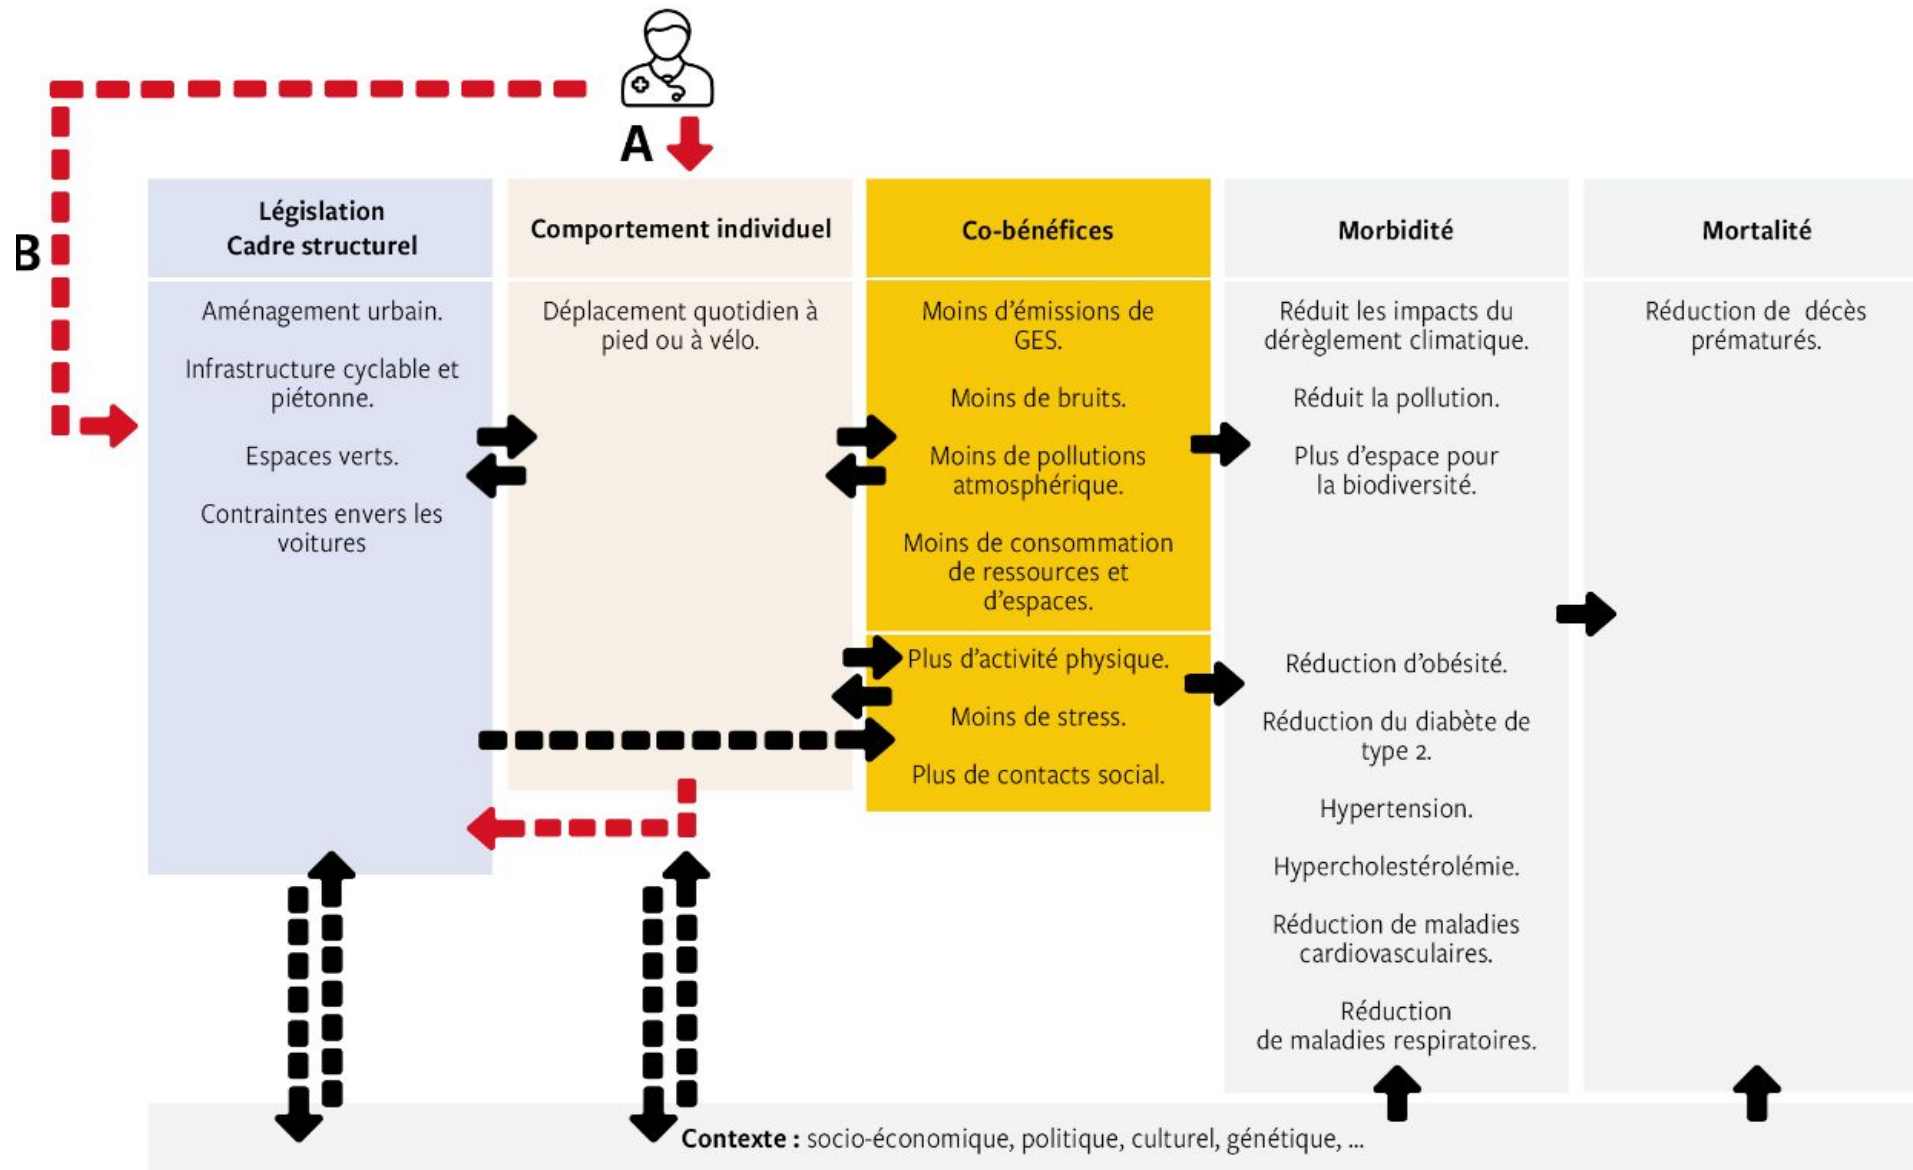 A
B
Législation
Cadre structurel
Aménagement urbain.
Infrastructure cyclable et
piétonne.
Espaces verts.
Contraintes envers les
voitures
Comportement individuel
Déplacement quotidien à
pied ou à vélo.
Co-bénéfices
Moins d'émissions de
GES.
Moins de bruits.
Moins de pollutions
atmosphérique.
Moins de consommation
de ressources et
d'espaces.
Plus d'activité physique.
Moins de stress.
Plus de contacts social.
Morbidité
Réduit les impacts du
dérèglement climatique.
Réduit la pollution.
Plus d'espace pour
la biodiversité.
Réduction d'obésité.
Réduction du diabète de
type 2.
Hypertension.
Hypercholestérolémie.
Réduction de maladies
cardiovasculaires.
Réduction
de maladies respiratoires.
Mortalité
Réduction de décès
prématurés.
Contexte : socio-économique, politique, culturel, génétique, ...